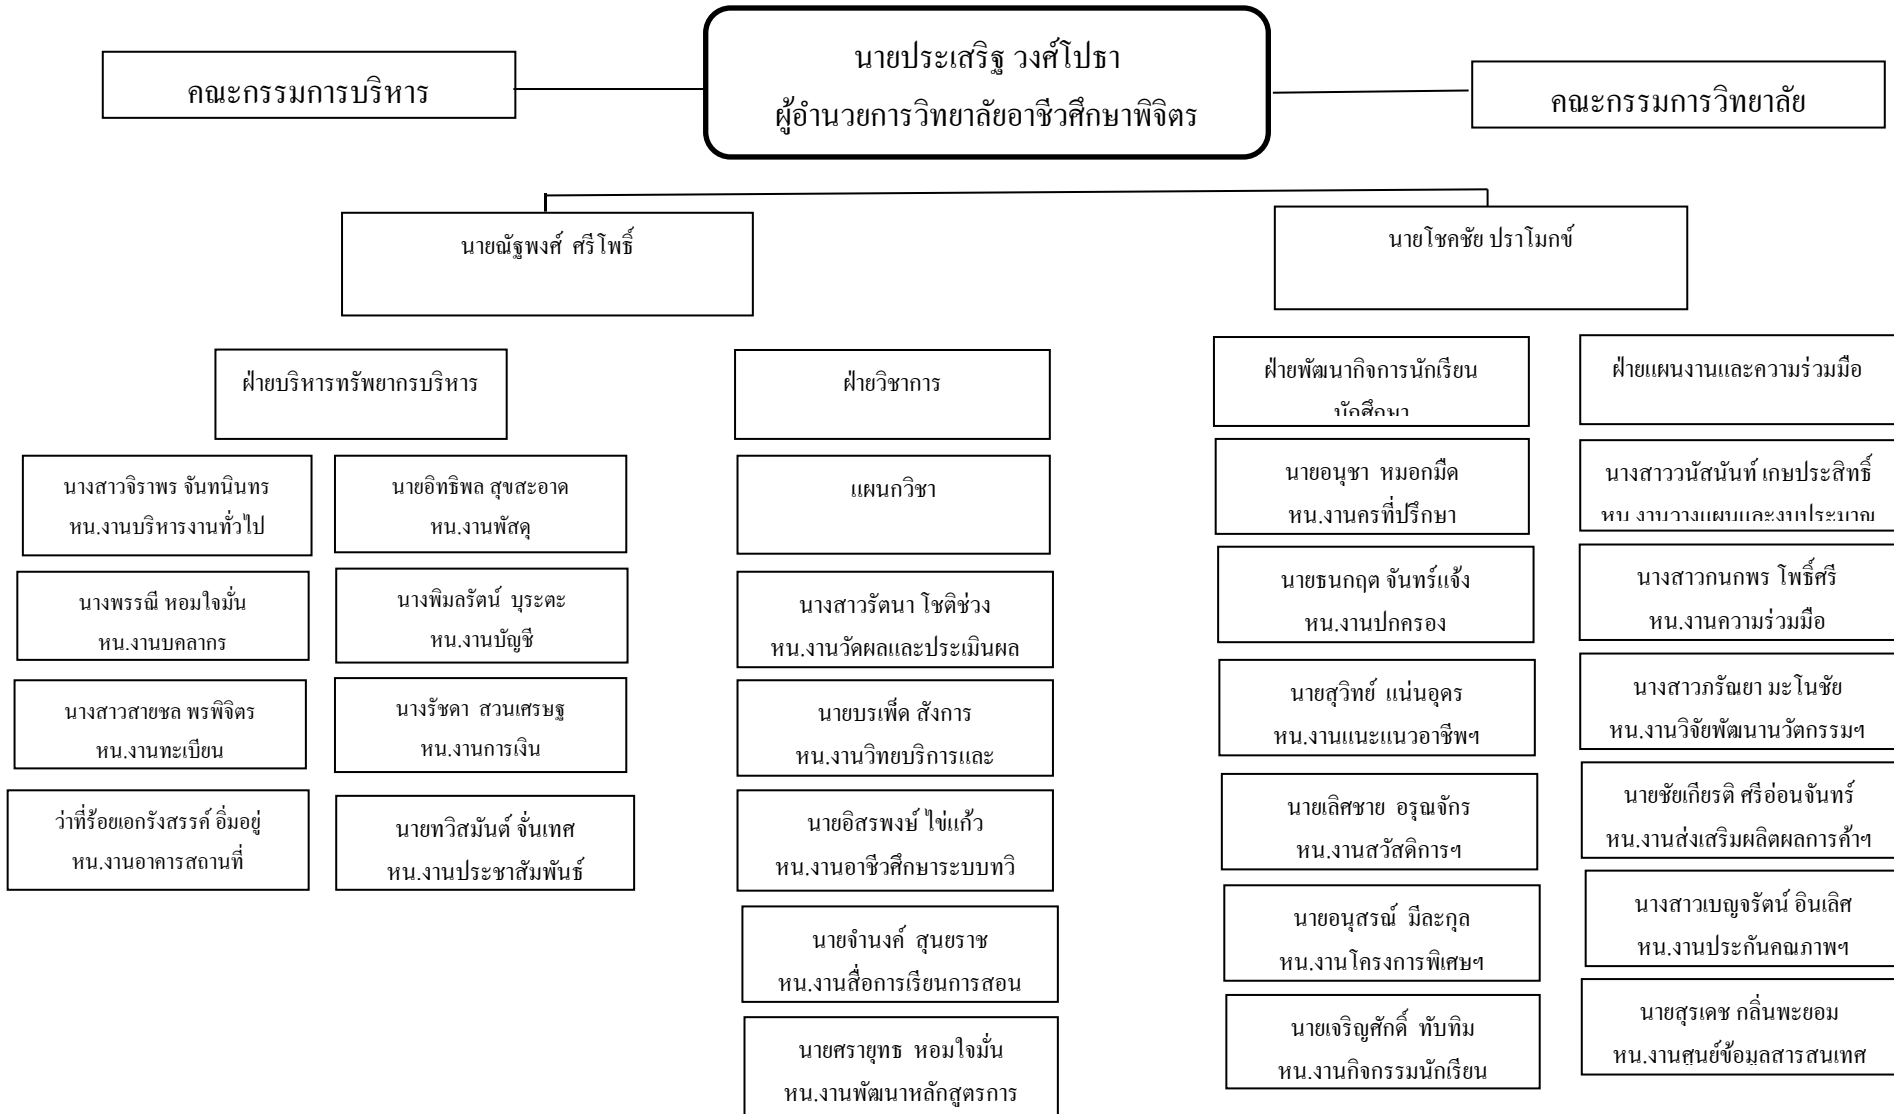 นายประเสริฐ วงศ์โปธา
ผู้อำนวยการวิทยาลัยอาชีวศึกษาพิจิตร
คณะกรรมการบริหาร
คณะกรรมการวิทยาลัย
นายณัฐพงศ์ ศรีโพธิ์
นายโชคชัย ปราโมกข์
ฝ่ายบริหารทรัพยากรบริหาร
นางสาวจิราพร จันทนินทร
หน.งานบริหารงานทั่วไป
นางพรรณี หอมใจมั่น
หน.งานบคลากร
นางสาวสายชล พรพิจิตร
หน.งานทะเบียน
ว่าที่ร้อยเอกรังสรรค์ อิ่มอยู่
หน.งานอาคารสถานที่
นายอิทธิพล สุขสะอาด
หน.งานพัสดุ
นางพิมลรัตน์ บุระตะ
หน.งานบัญชี
นางรัชดา สวนเศรษฐ
หน.งานการเงิน
นายทวิสมันต์ จั่นเทศ
หน.งานประชาสัมพันธ์
ฝ่ายวิชาการ
แผนกวิชา
นางสาวรัตนา โชติช่วง
หน.งานวัดผลและประเมินผล
นายบรเพ็ด สังการ
หน.งานวิทยบริการและ
นายอิสรพงษ์ ไข่แก้ว
หน.งานอาชีวศึกษาระบบทวิ
นายจำนงค์ สุนยราช
หน.งานสื่อการเรียนการสอน
นายศรายุทธ หอมใจมั่น
หน.งานพัฒนาหลักสูตรการ
ฝ่ายพัฒนากิจการนักเรียน
นักศึกษา
นายอนุชา หมอกมืด
หน.งานครที่ปรึกษา
นายธนกฤต จันทร์แจ้ง
หน.งานปกครอง
นายสุวิทย์ แน่นอุดร
หน.งานแนะแนวอาชีพฯ
นายเลิศชาย อรุณจักร
หน.งานสวัสดิการฯ
นายอนุสรณ์ มีละกุล
หน.งานโครงการพิเศษฯ
นายเจริญศักดิ์ ทับทิม
หน.งานกิจกรรมนักเรียน
ฝ่ายแผนงานและความร่วมมือ
นางสาววนัสนันท์ เกษประสิทธิ์
หน.งานวางแผนและงบประมาณ
นางสาวกนกพร โพธิ์ศรี
หน.งานความร่วมมือ
นางสาวภรัณยา มะโนชัย
หน.งานวิจัยพัฒนานวัตกรรมฯ
นายชัยเกียรติ ศรีอ่อนจันทร์
หน.งานส่งเสริมผลิตผลการค้าฯ
นางสาวเบญจรัตน์ อินเลิศ
หน.งานประกันคณภาพฯ
นายสุรเดช กลิ่นพะยอม
หน.งานศูนย์ข้อมูลสารสนเทศ